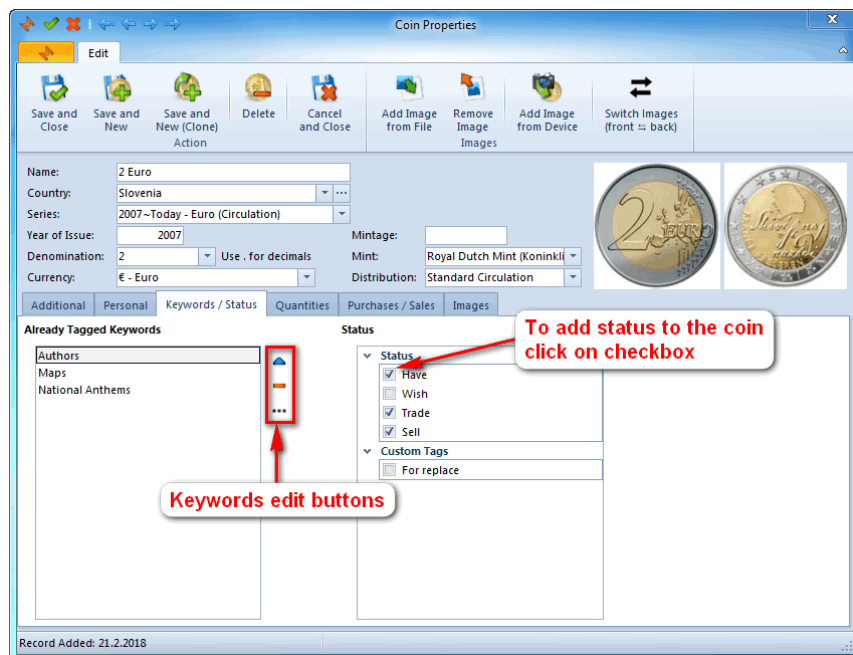 Coin Properties
X
Edit
Save and Close
Save and New
Save and New (Clone)
Delete
Cancel and Close
Add Image from File
Remove Image
Add Image from Device
Switch Images (front ⇆ back)
Action
Images
Name: 2 Euro
Country: Slovenia
Series: 2007~Today - Euro (Circulation)
Year of Issue: 2007
Mintage:
Denomination: 2 Use . for decimals
Mint: Royal Dutch Mint (Koninkli
Currency: € - Euro
Distribution: Standard Circulation
2 EURO
Additional Personal Keywords / Status Quantities Purchases / Sales Images
Already Tagged Keywords
Status
To add status to the coin
click on checkbox
Authors
Maps
National Anthems
Status
Have
Wish
Trade
Sell
Custom Tags
For replace
Keywords edit buttons
Record Added: 21.2.2018